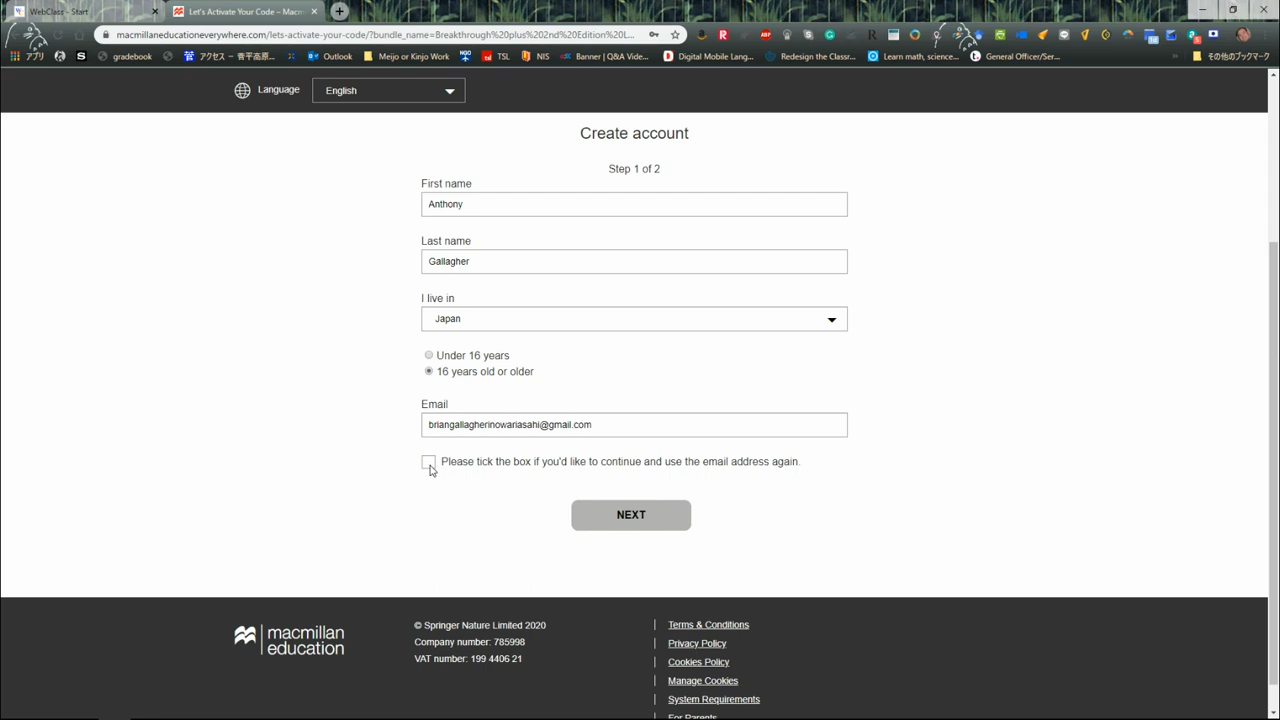 WebClass - Start
Let's Activate Your Code – Macm
macmillaneducationeverywhere.com/lets-activate-your-code/?bundle_name=Breakthrough%20plus%202nd%20Edition%20L...
アプリ
gradebook
アクセス − 菅平高原...
Outlook
Meijo or Kinjo Work
TSL
NIS
Banner | Q&A Vide...
Digital Mobile Lang...
Redesign the Classr...
Learn math, science...
General Officer/Ser...
その他のブックマーク
Language
English
Create account
Step 1 of 2
First name
Anthony
Last name
Gallagher
I live in
Japan
Under 16 years
16 years old or older
Email
briangallagherinowariasahi@gmail.com
Please tick the box if you'd like to continue and use the email address again.
NEXT
macmillan
education
© Springer Nature Limited 2020
Company number: 785998
VAT number: 199 4406 21
Terms & Conditions
Privacy Policy
Cookies Policy
Manage Cookies
System Requirements
For Parents